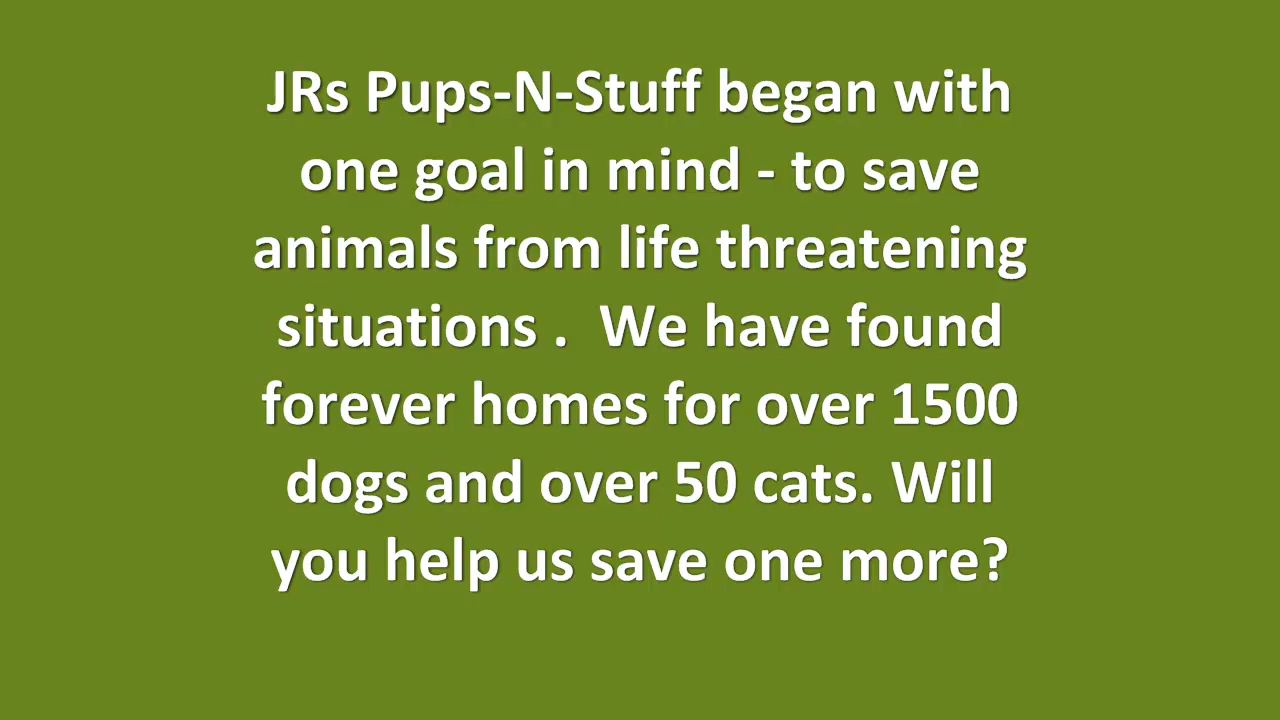 JRs Pups-N-Stuff began with
one goal in mind - to save
animals from life threatening
situations .  We have found
forever homes for over 1500
dogs and over 50 cats. Will
you help us save one more?